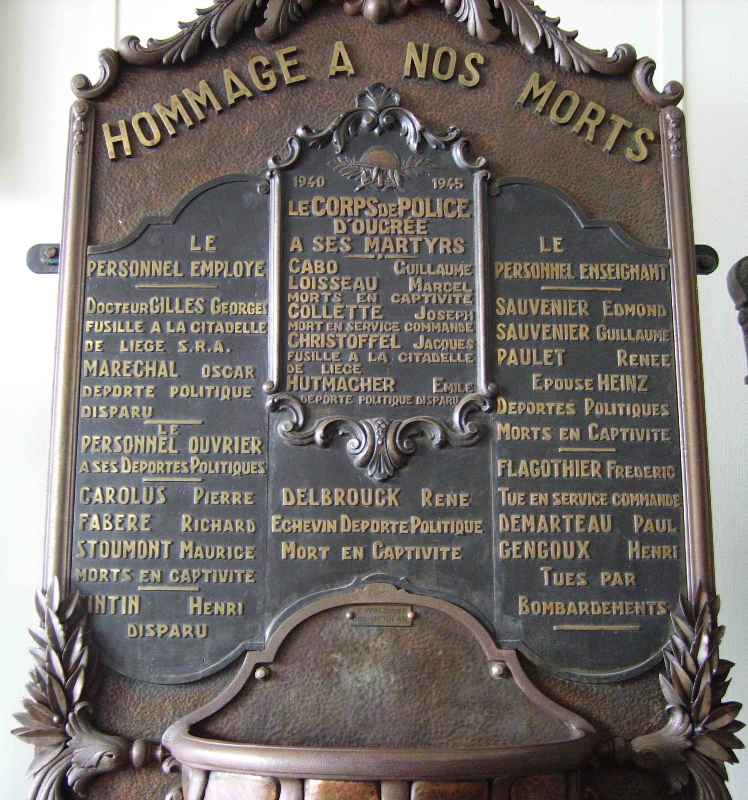 HOMMAGE A NOS MORTS
LE
PERSONNEL EMPLOYE
DOCTEUR GILLES GEORGES
FUSILLE A LA CITADELLE
DE LIEGE S.R.A.
MARECHAL OSCAR
DEPORTE POLITIQUE
DISPARU
LE
PERSONNEL OUVRIER
A SES DEPORTES POLITIQUES
CAROLUS PIERRE
FABERE RICHARD
STOUMONT MAURICE
MORTS EN CAPTIVITE
HENRI
DISPARU
1940 1945
LE CORPS DE POLICE
D'OUGRÉE
A SES MARTYRS
CABO GUILLAUME
LOISSEAU MARCEL
MORTS EN CAPTIVITE
COLLETTE JOSEPH
MORT EN SERVICE COMMANDE
CHRISTOFFEL JACQUES
FUSILLE A LA CITADELLE
DE LIEGE
HUTMACHER EMILE
DEPORTE POLITIQUE DISPARU
DELBROUCK RENE
ECHEVIN DEPORTE POLITIQUE
MORT EN CAPTIVITE
LE
PERSONNEL ENSEIGNANT
SAUVENIER EDMOND
SAUVENIER GUILLAUME
PAULET RENEE
EPOUSE HEINZ
DEPORTES POLITIQUES
MORTS EN CAPTIVITE
FLAGOTHIER FREDERIC
TUE EN SERVICE COMMANDE
DEMARTEAU PAUL
GENGOUX HENRI
TUES PAR
BOMBARDEMENTS